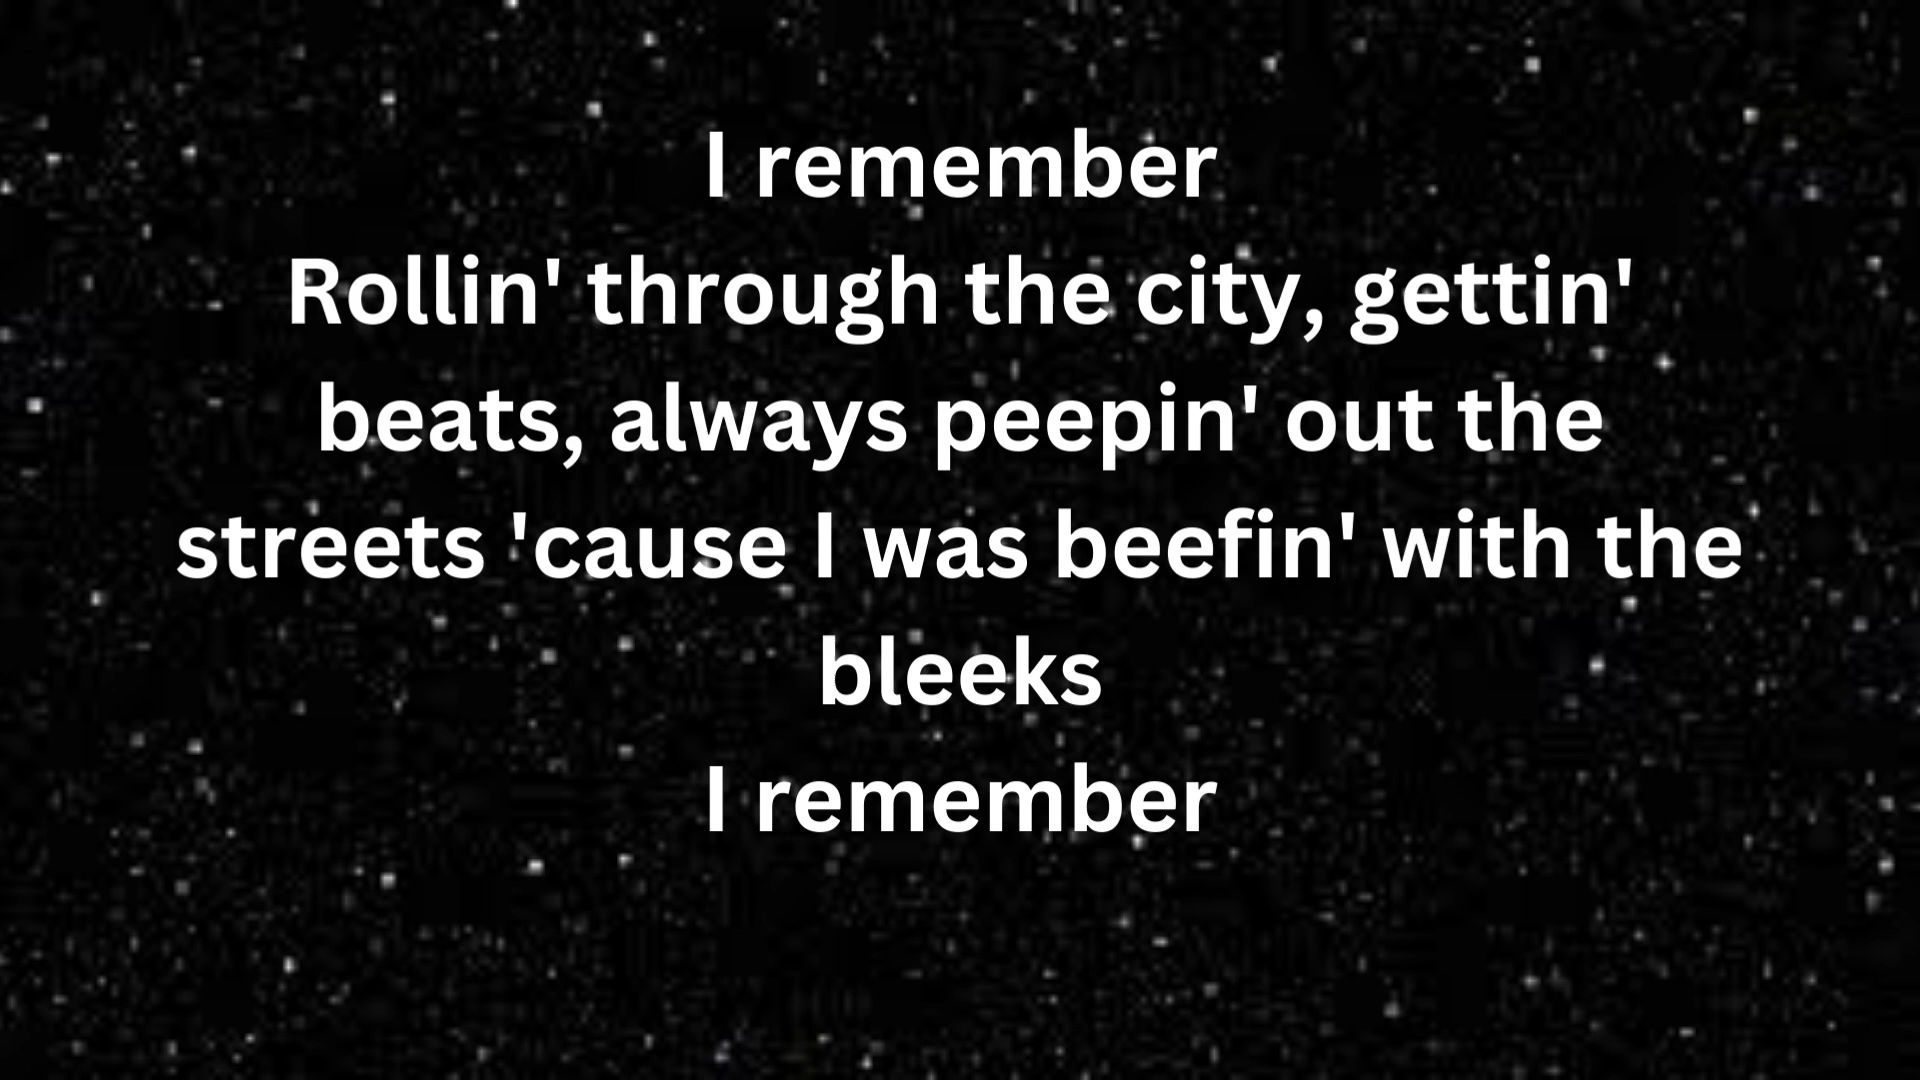 I remember
Rollin' through the city, gettin'
beats, always peepin' out the
streets 'cause I was beefin' with the
bleeks
I remember